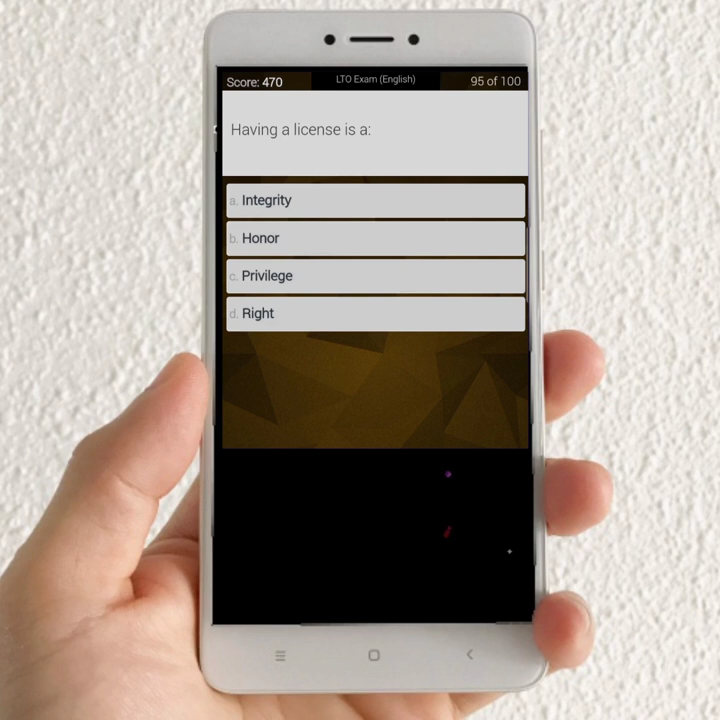 Score: 470 LTO Exam (English) 95 of 100
Having a license is a:
a. Integrity
b. Honor
c. Privilege
d. Right